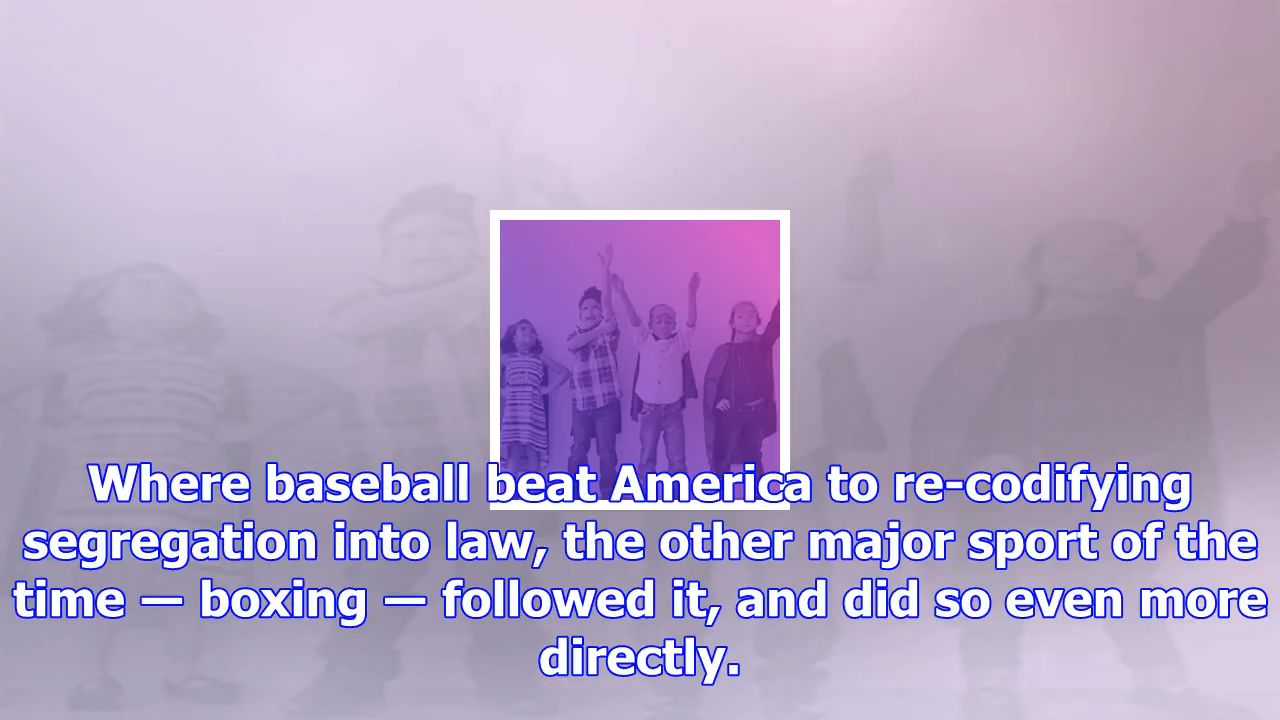 Where baseball beat America to re-codifying
segregation into law, the other major sport of the
time — boxing — followed it, and did so even more
directly.